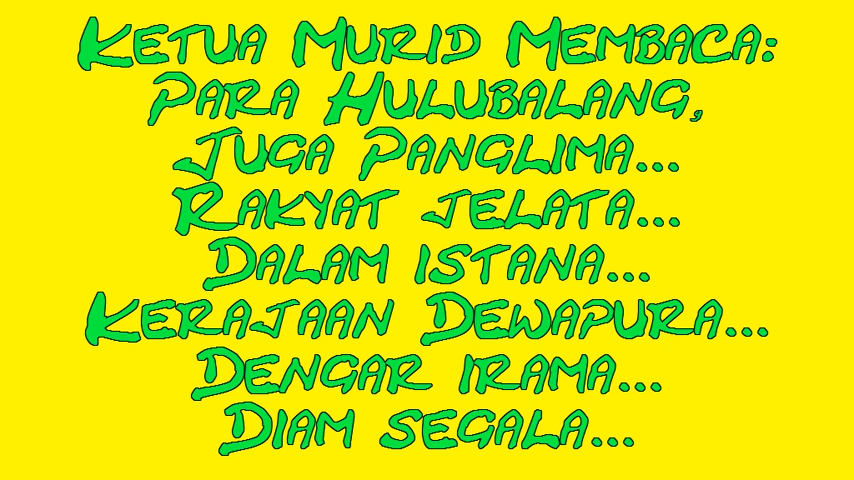 Ketua Murid Membaca:
Para Hulubalang,
Juga Panglima...
Rakyat jelata...
Dalam istana...
Kerajaan Dewapura...
Dengar irama...
Diam segala...